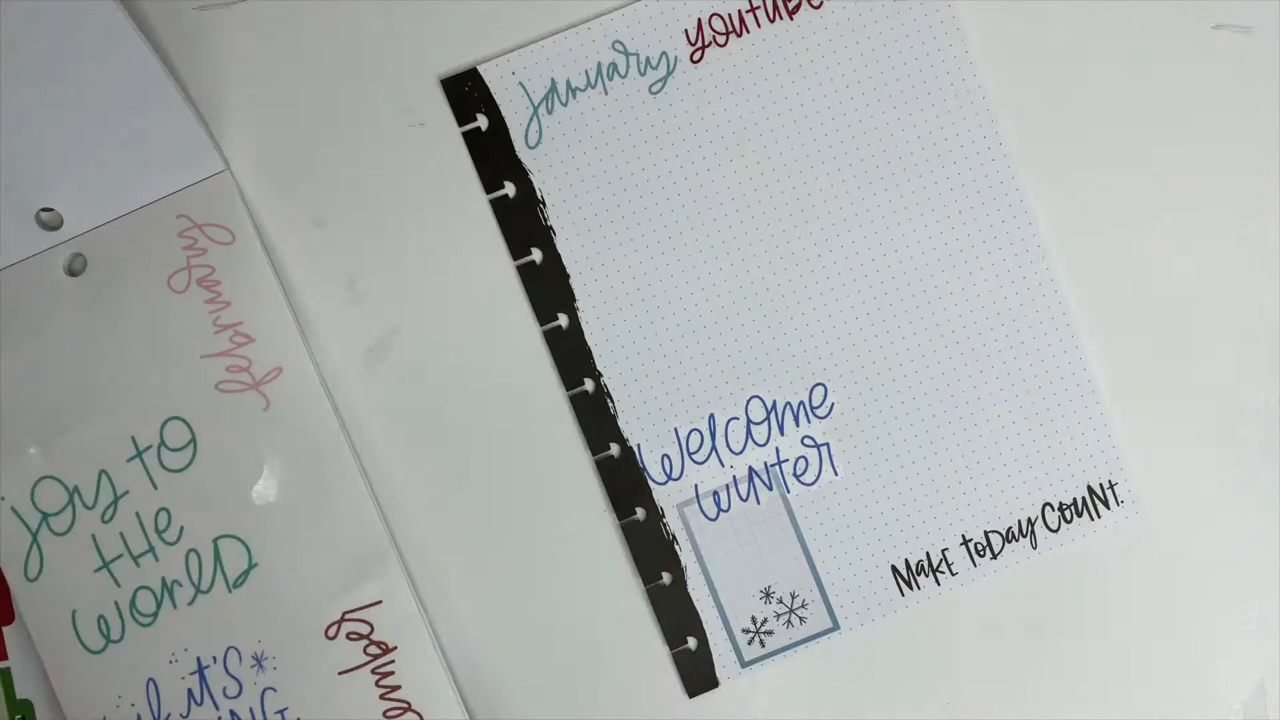 january youtube
welcome
winter
make today count.
february
joy to
the
world
it's